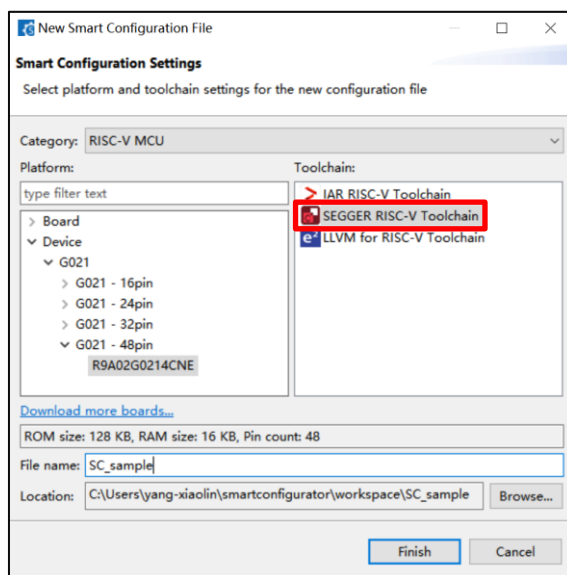 New Smart Configuration File
Smart Configuration Settings
Select platform and toolchain settings for the new configuration file
Category: RISC-V MCU
Platform:
type filter text
Board
Device
G021
G021 - 16pin
G021 - 24pin
G021 - 32pin
G021 - 48pin
R9A02G0214CNE
Toolchain:
IAR RISC-V Toolchain
SEGGER RISC-V Toolchain
e² LLVM for RISC-V Toolchain
Download more boards...
ROM size: 128 KB, RAM size: 16 KB, Pin count: 48
File name: SC_sample
Location: C:\Users\yang-xiaolin\smartconfigurator\workspace\SC_sample Browse...
Finish Cancel